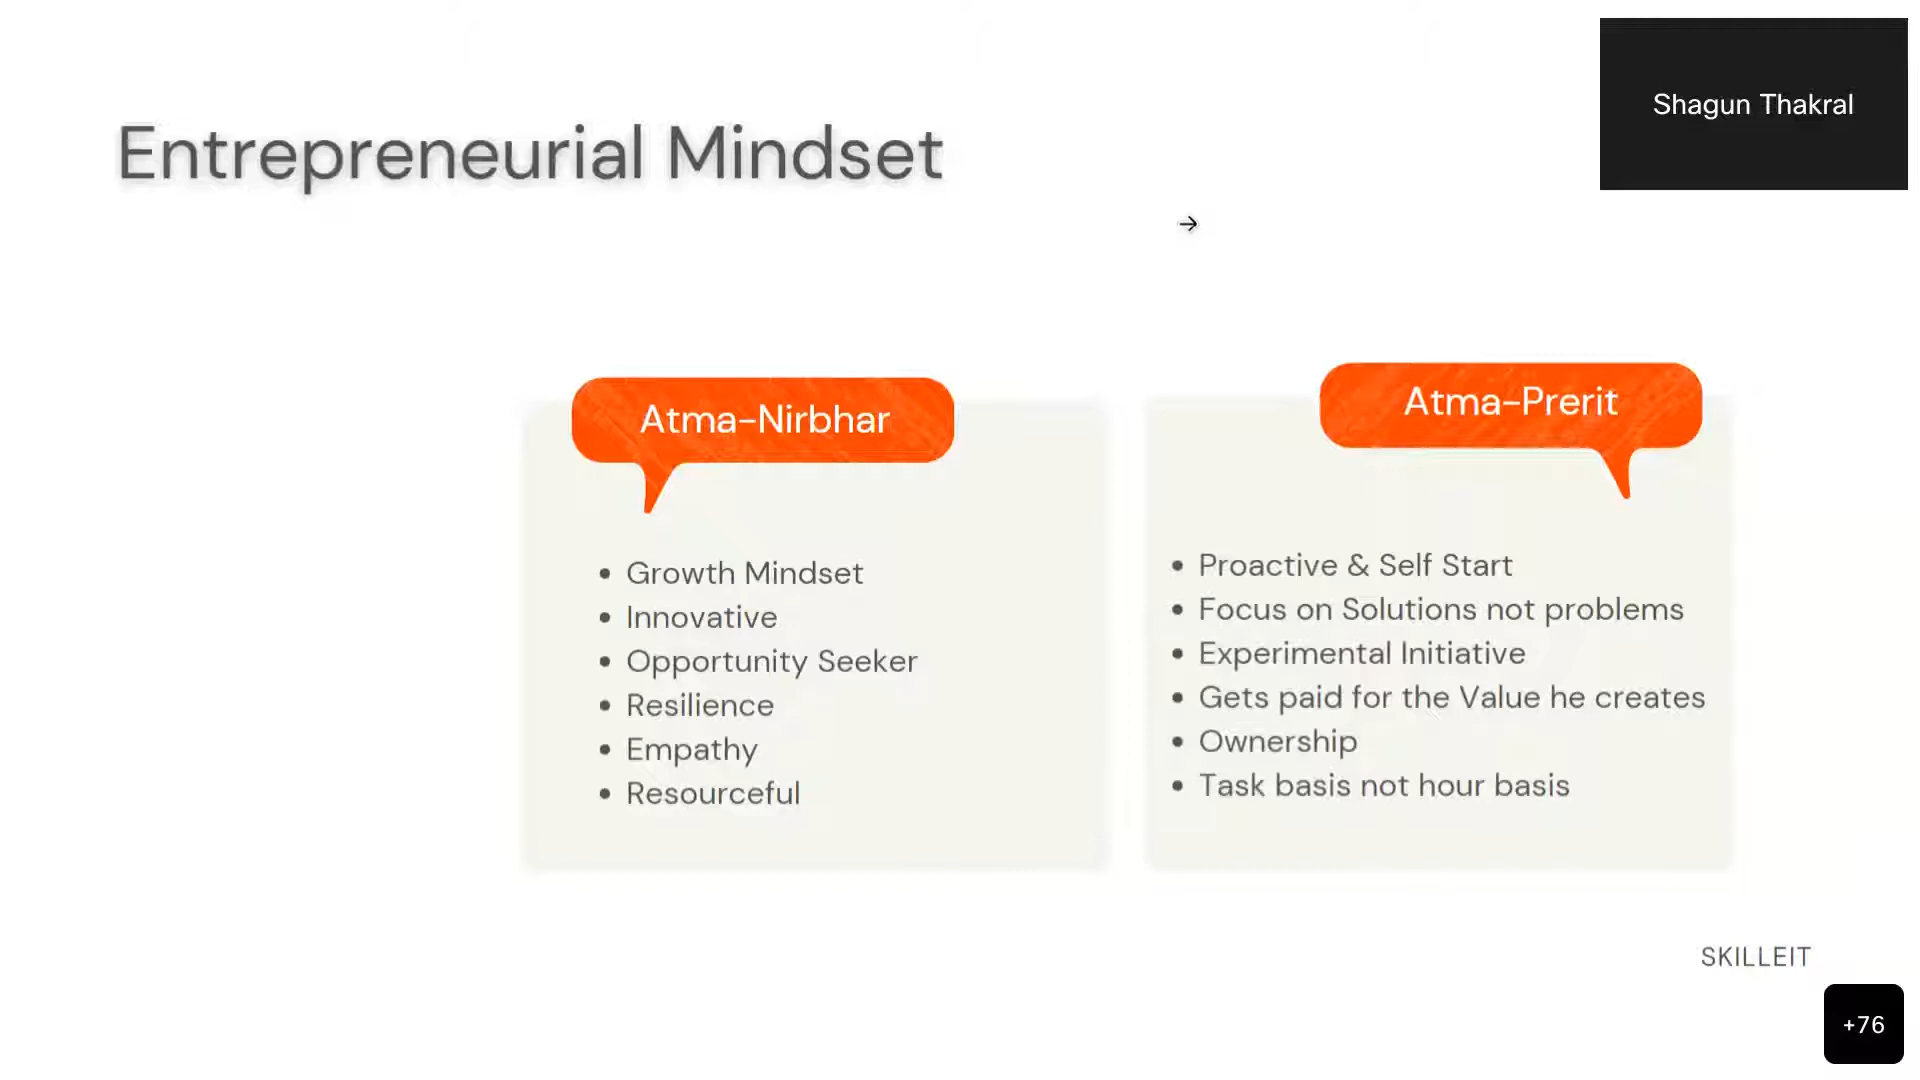 Shagun Thakral
Entrepreneurial Mindset
Atma-Nirbhar
• Growth Mindset
• Innovative
• Opportunity Seeker
• Resilience
• Empathy
• Resourceful
Atma-Prerit
• Proactive & Self Start
• Focus on Solutions not problems
• Experimental Initiative
• Gets paid for the Value he creates
• Ownership
• Task basis not hour basis
SKILLEIT
+76